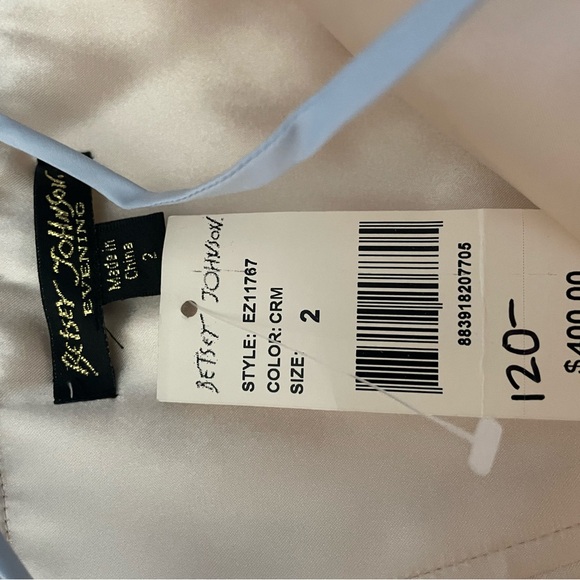 BETSEY JOHNSON.
EVENING
Made in
China
2
BETSEY JOHNSON.
STYLE: EZ11767
COLOR: CRM
SIZE: 2
883918207705
120-
$400.00